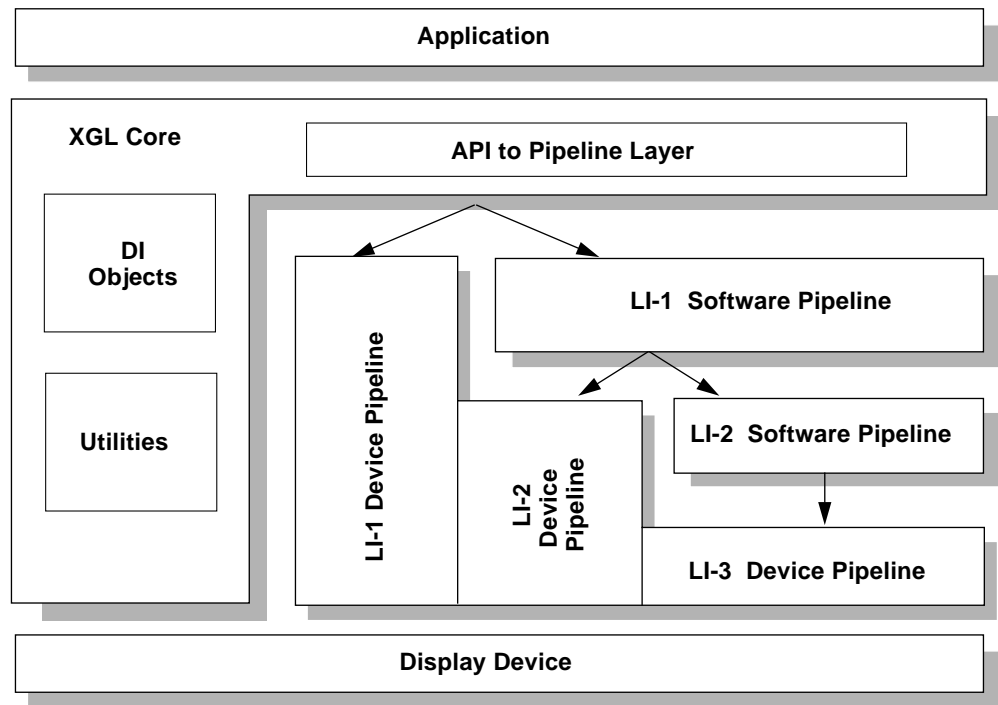 Application
XGL Core
API to Pipeline Layer
DI
Objects
Utilities
LI-1 Device Pipeline
LI-1 Software Pipeline
LI-2
Device
Pipeline
LI-2 Software Pipeline
LI-3 Device Pipeline
Display Device